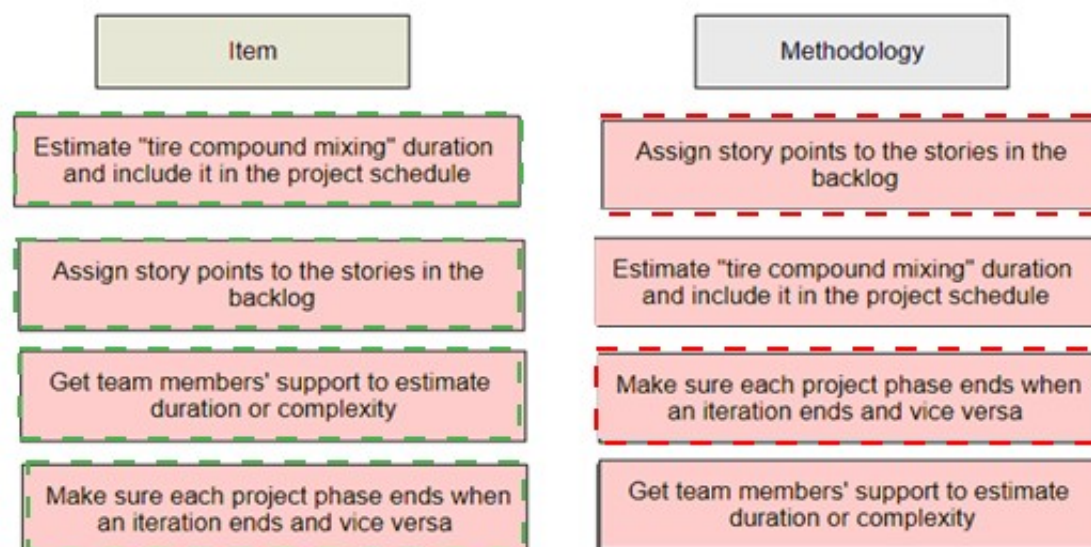 Item
Methodology
Estimate "tire compound mixing" duration
and include it in the project schedule
Assign story points to the stories in the
backlog
Assign story points to the stories in the
backlog
Estimate "tire compound mixing" duration
and include it in the project schedule
Get team members' support to estimate
duration or complexity
Make sure each project phase ends when
an iteration ends and vice versa
Make sure each project phase ends when
an iteration ends and vice versa
Get team members' support to estimate
duration or complexity